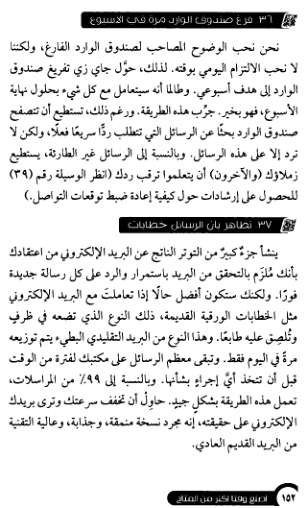 ٣٦ فرغ صندوق الوارد مرة في الأسبوع
نحن نحب الوضوح المصاحب لصندوق الوارد الفارغ، ولكننا
لا نحب الالتزام اليومي بوقته. لذلك، حوَّل جاي زي تفريغ صندوق
الوارد إلى هدف أسبوعي. وطالما أنه سيتعامل مع كل شيء بحلول نهاية
الأسبوع، فهو بخير. جرِّب هذه الطريقة. ورغم ذلك، تستطيع أن تتصفح
صندوق الوارد بحثًا عن الرسائل التي تتطلب ردًّا سريعًا فعلًا، ولكن لا
ترد إلا على هذه الرسائل. وبالنسبة إلى الرسائل غير الطارئة، يستطيع
زملاؤك (والآخرون) أن يتعلموا ترقب ردك (انظر الوسيلة رقم (٣٩)
للحصول على إرشادات حول كيفية إعادة ضبط توقعات التواصل.)
٣٧ تظاهر بأن الرسائل خطابات
ينشأ جزءٌ كبيرٌ من التوتر الناتج عن البريد الإلكتروني من اعتقادك
بأنك مُلزَم بالتحقق من البريد باستمرار والرد على كل رسالة جديدة
فورًا. ولكنك ستكون أفضل حالًا إذا تعاملتَ مع البريد الإلكتروني
مثل الخطابات الورقية القديمة، ذلك النوع الذي تضعه في ظرفٍ
وتُلصِق عليه طابعًا. وهذا النوع من البريد التقليدي البطيء يتم توزيعه
مرةً في اليوم فقط. وتبقى معظم الرسائل على مكتبك لفترة من الوقت
قبل أن تتخذ أيَّ إجراءٍ بشأنها. وبالنسبة إلى ٩٩٪ من المراسلات،
تعمل هذه الطريقة بشكلٍ جيدٍ. حاوِل أن تخفف سرعتك وترى بريدك
الإلكتروني على حقيقته، إنه مجرد نسخة منمقة، وجذابة، وعالية التقنية
من البريد القديم العادي.
١٥٢ اصنع وقتا أكثر من المتاح